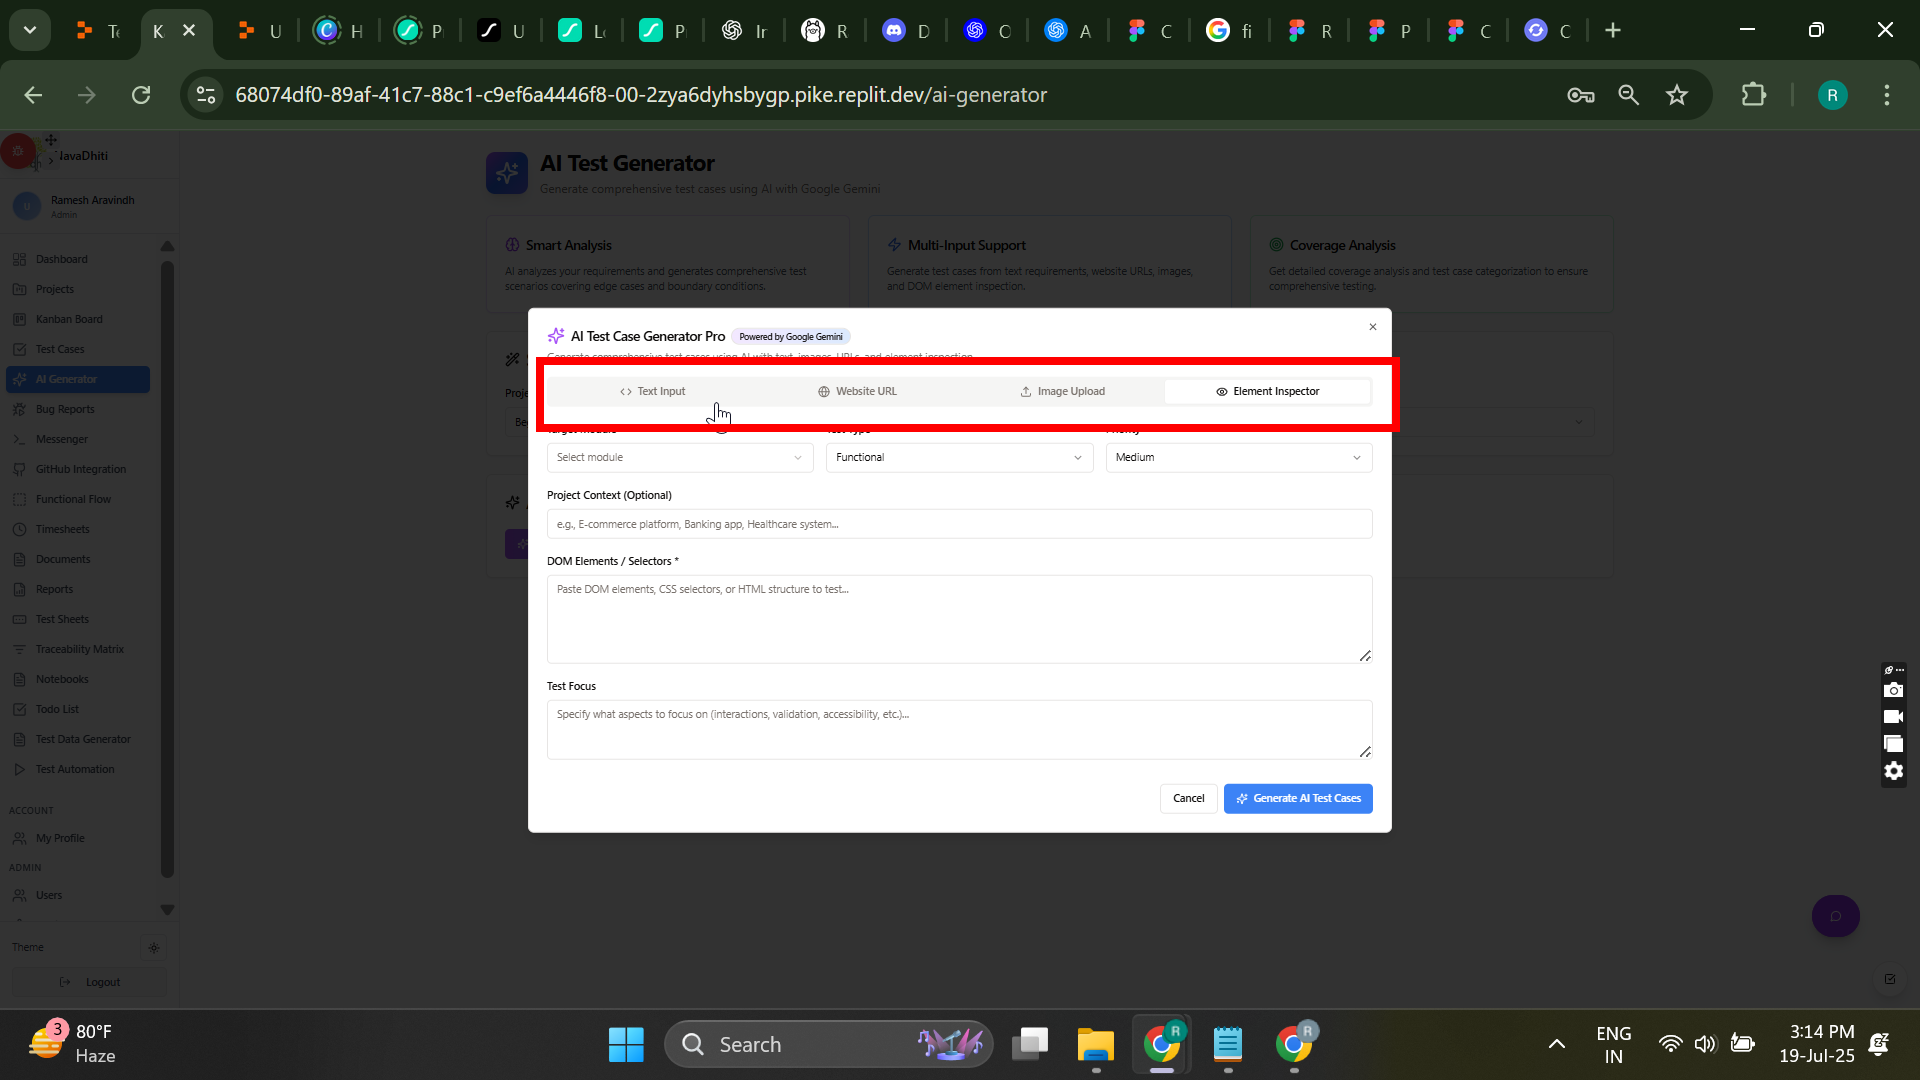 Te
K
U
H
P
U
Lo
P
Ir
R
D
O
A
C
fi
R
P
C
C
68074df0-89af-41c7-88c1-c9ef6a4446f8-00-2zya6dyhsbygp.pike.replit.dev/ai-generator
R
NavaDhiti
U
Ramesh Aravindh
Admin
Dashboard
Projects
Kanban Board
Test Cases
AI Generator
Bug Reports
Messenger
GitHub Integration
Functional Flow
Timesheets
Documents
Reports
Test Sheets
Traceability Matrix
Notebooks
Todo List
Test Data Generator
Test Automation
ACCOUNT
My Profile
ADMIN
Users
Theme
Logout
AI Test Generator
Generate comprehensive test cases using AI with Google Gemini
Smart Analysis
AI analyzes your requirements and generates comprehensive test
scenarios covering edge cases and boundary conditions.
Multi-Input Support
Generate test cases from text requirements, website URLs, images,
and DOM element inspection.
Coverage Analysis
Get detailed coverage analysis and test case categorization to ensure
comprehensive testing.
AI Test Case Generator Pro
Powered by Google Gemini
Generate comprehensive test cases using AI with text, images, URLs, and element inspection
Text Input
Website URL
Image Upload
Element Inspector
Target Module
Test Type
Priority
Select module
Functional
Medium
Project Context (Optional)
e.g., E-commerce platform, Banking app, Healthcare system...
DOM Elements / Selectors *
Paste DOM elements, CSS selectors, or HTML structure to test...
Test Focus
Specify what aspects to focus on (interactions, validation, accessibility, etc.)...
Cancel
Generate AI Test Cases
3
80°F
Haze
Search
R
R
ENG
IN
3:14 PM
19-Jul-25